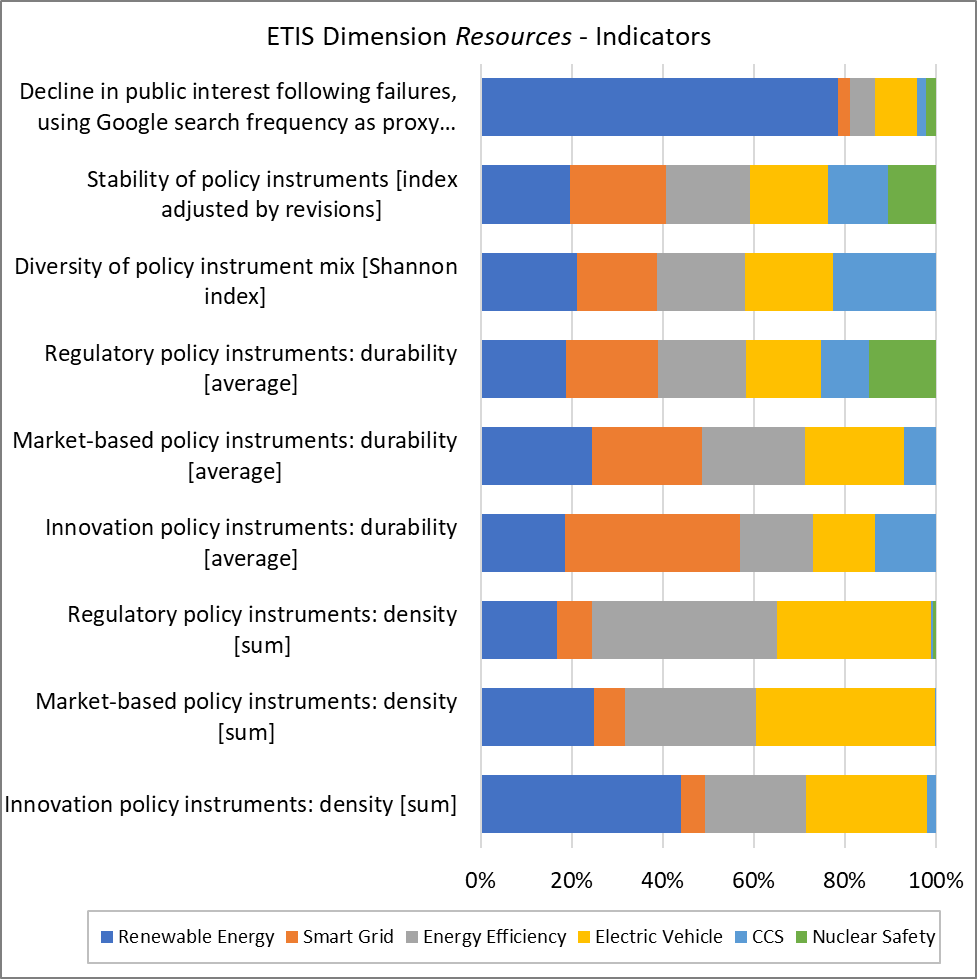 ETIS Dimension Resources - Indicators
Decline in public interest following failures,
using Google search frequency as proxy...
Stability of policy instruments [index
adjusted by revisions]
Diversity of policy instrument mix [Shannon
index]
Regulatory policy instruments: durability
[average]
Market-based policy instruments: durability
[average]
Innovation policy instruments: durability
[average]
Regulatory policy instruments: density
[sum]
Market-based policy instruments: density
[sum]
Innovation policy instruments: density [sum]
0% 20% 40% 60% 80% 100%
Renewable Energy Smart Grid Energy Efficiency Electric Vehicle CCS Nuclear Safety